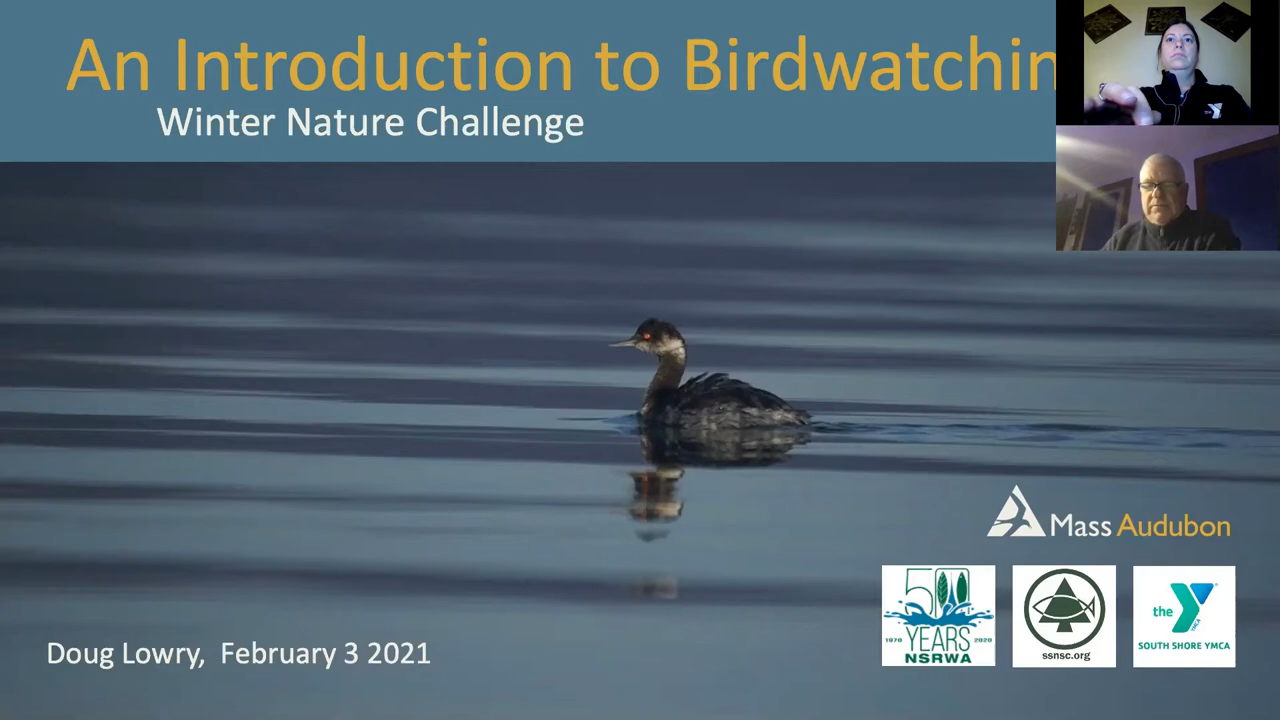 An Introduction to Birdwatchin
Winter Nature Challenge
Mass Audubon
50
1970 YEARS 2020
NSRWA
ssnsc.org
the Y YMCA
SOUTH SHORE YMCA
Doug Lowry, February 3 2021